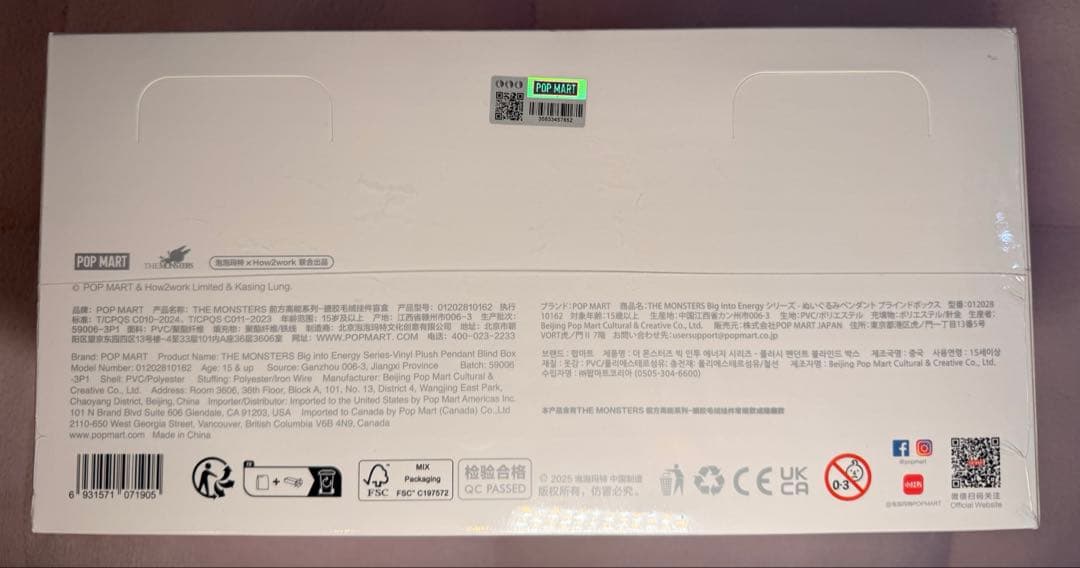 POP MART
35933457652
POP MART
THE MONSTERS
泡泡玛特×How2work 联合出品
© POP MART & How2work Limited & Kasing Lung.
品牌: POP MART 产品名称: THE MONSTERS 前方高能系列-搪胶毛绒挂件盲盒 产品型号: 01202810162 执行
标准: T/CPQS C010-2024、T/CPQS C011-2023 年龄范围: 15岁及以上 产地: 江西省赣州市006-3 生产批次:
59006-3P1 面料: PVC/聚酯纤维 填充物: 聚酯纤维/铁线 制造商: 北京泡泡玛特文化创意有限公司 地址: 北京市朝
阳区望京东园四区13号楼-4至33层101内A座36层3606室 网址: WWW.POPMART.COM 电话: 400-023-2233
Brand: POP MART Product Name: THE MONSTERS Big into Energy Series-Vinyl Plush Pendant Blind Box
Model Number: 01202810162 Age: 15 & up Source: Ganzhou 006-3, Jiangxi Province Batch: 59006
-3P1 Shell: PVC/Polyester Stuffing: Polyester/Iron Wire Manufacturer: Beijing Pop Mart Cultural &
Creative Co., Ltd. Address: Room 3606, 36th Floor, Block A, 101, No. 13, District 4, Wangjing East Park,
Chaoyang District, Beijing, China Importer/Distributor: Imported to the United States by Pop Mart Americas Inc.
101 N Brand Blvd Suite 606 Glendale, CA 91203, USA Imported to Canada by Pop Mart (Canada) Co.,Ltd
2110-650 West Georgia Street, Vancouver, British Columbia V6B 4N9, Canada
www.popmart.com Made in China
ブランド: POP MART 商品名: THE MONSTERS Big into Energy シリーズ - ぬいぐるみペンダント ブラインドボックス 型番: 012028
10162 対象年齢: 15歳以上 生産地: 中国江西省カン州市006-3 生地: PVC/ポリエステル 充填物: ポリエステル/針金 生産者:
Beijing Pop Mart Cultural & Creative Co., Ltd. 販売元: 株式会社POP MART JAPAN 住所: 東京都港区虎ノ門一丁目13番5号
VORT虎ノ門Ⅱ 7階 お問い合わせ先: usersupport@popmart.co.jp
브랜드 : 팝마트 제품명 : 더 몬스터즈 빅 인투 에너지 시리즈 - 플러시 펜던트 블라인드 박스 제조국명 : 중국 사용연령 : 15세이상
재질 : 겉감 : PVC/폴리에스테르섬유; 충전재: 폴리에스테르섬유/철선 제조자명 : Beijing Pop Mart Cultural & Creative Co., Ltd,
수입자명 : ㈜팝마트코리아 (0505-304-6600)
本产品含有THE MONSTERS 前方高能系列-搪胶毛绒挂件常规款或隐藏款
6 931571 071905
FR
FSC
MIX
Packaging
FSC® C197572
检验合格
QC PASSED
© 2025 泡泡玛特 中国制造
版权所有，仿冒必究。
CE
UK
CA
0-3
@popmart
小红书
@泡泡玛特POPMART
微信扫码关注
Official Website